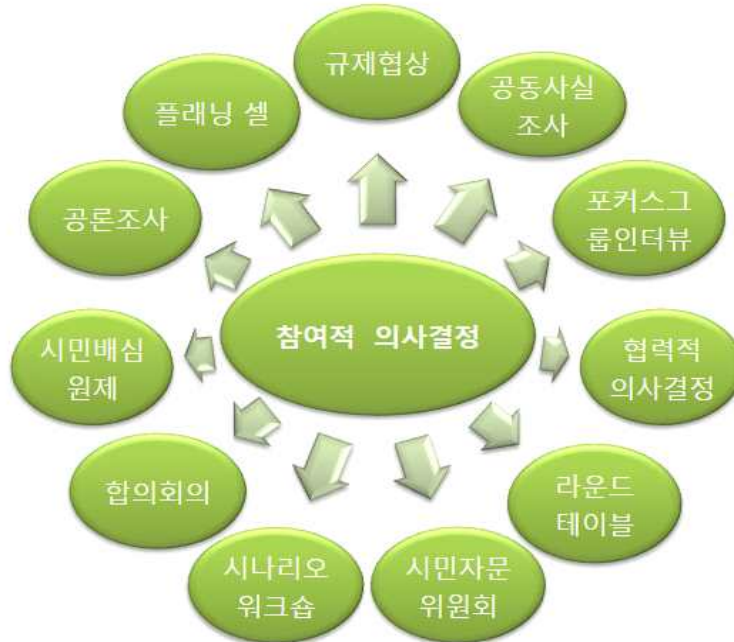 규제협상
공동사실
조사
포커스그
룹인터뷰
협력적
의사결정
라운드
테이블
시민자문
위원회
시나리오
워크숍
합의회의
시민배심
원제
공론조사
플래닝 셀
참여적 의사결정